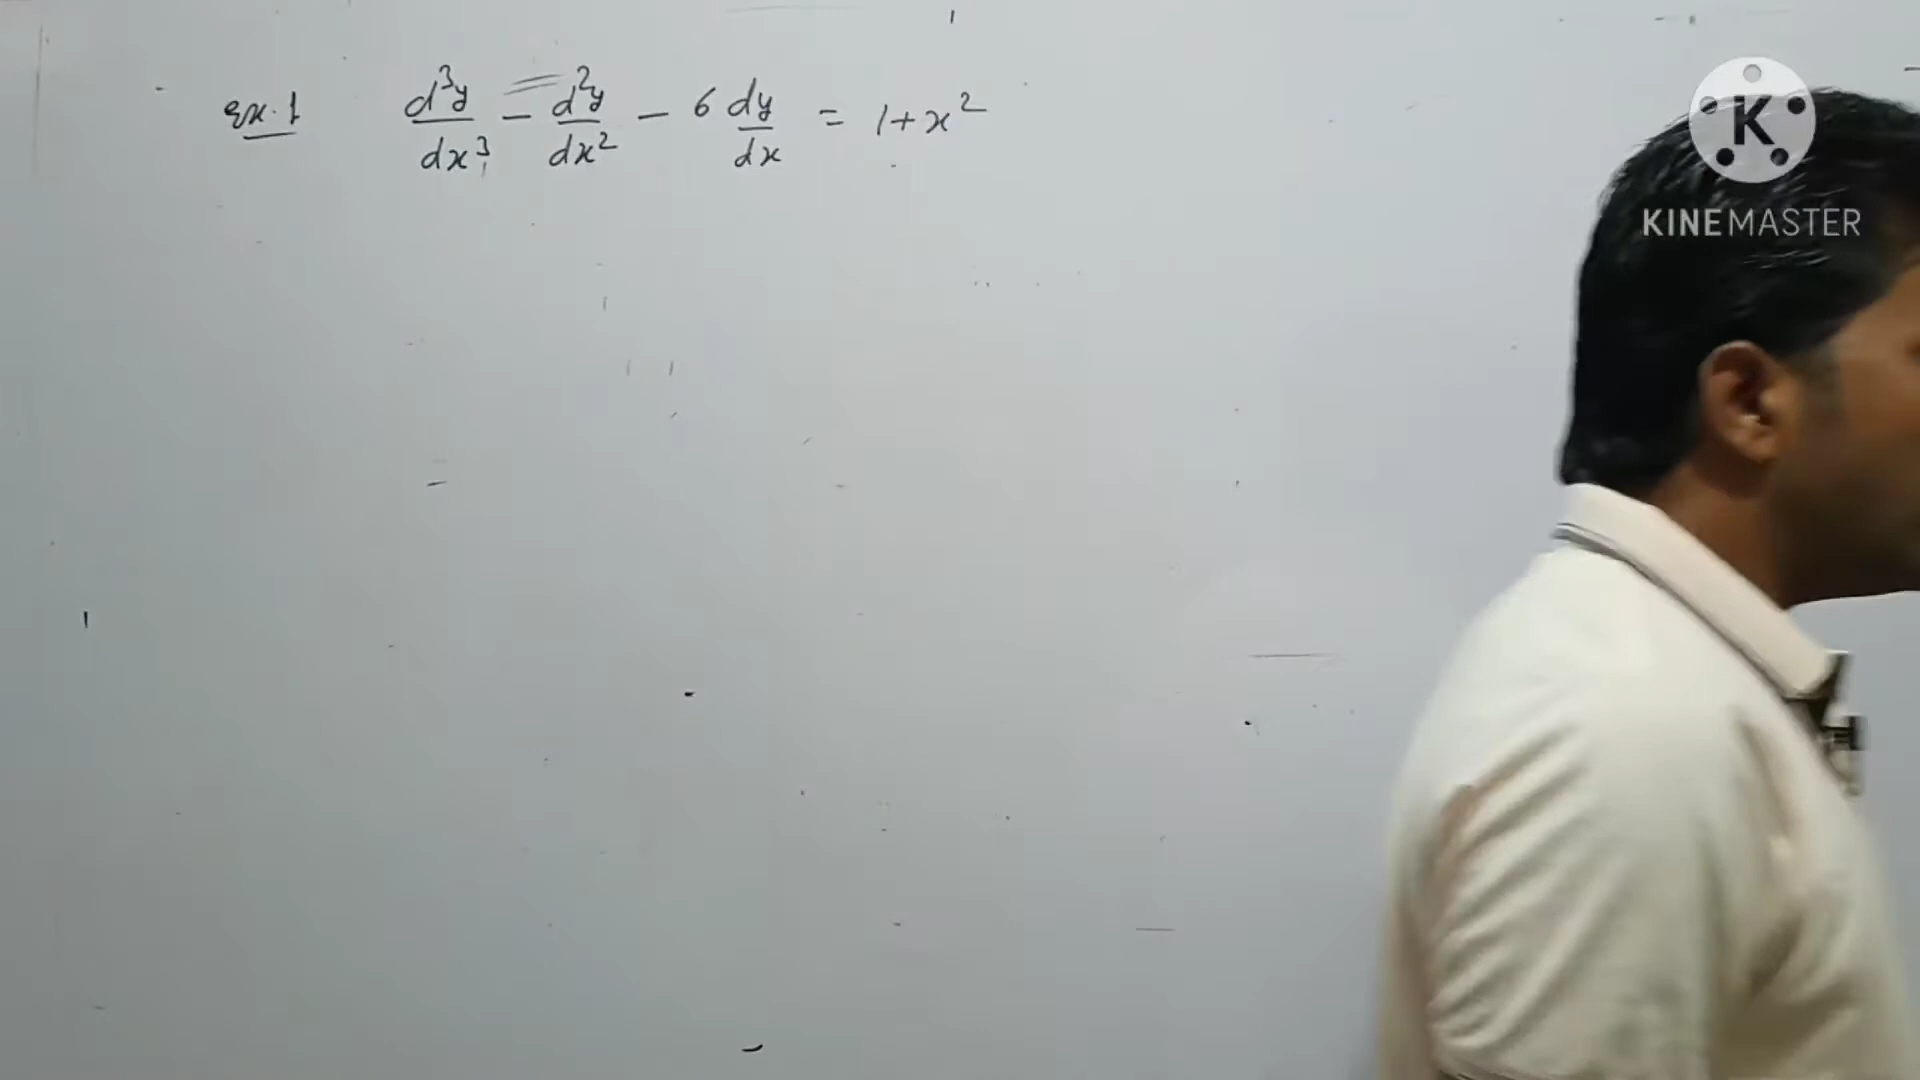 Ex.1 d³y/dx³ - d²y/dx² - 6 dy/dx = 1+x²
K
KINEMASTER